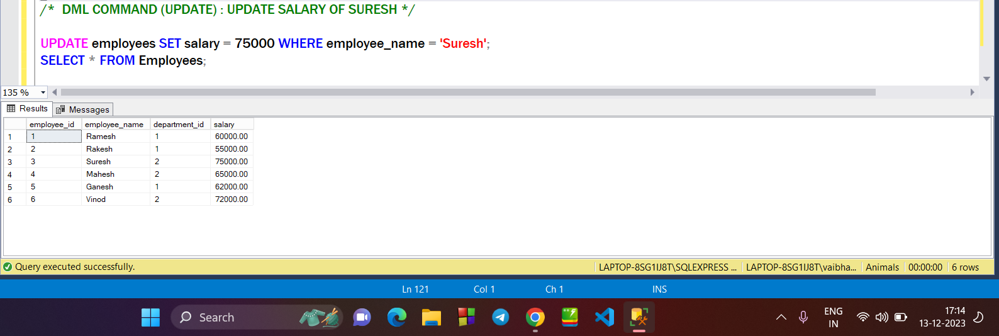 /*  DML COMMAND (UPDATE) : UPDATE SALARY OF SURESH */
UPDATE employees SET salary = 75000 WHERE employee_name = 'Suresh';
SELECT * FROM Employees;
135 %
Results Messages
employee_id employee_name department_id salary
1 1 Ramesh 1 60000.00
2 2 Rakesh 1 55000.00
3 3 Suresh 2 75000.00
4 4 Mahesh 2 65000.00
5 5 Ganesh 1 62000.00
6 6 Vinod 2 72000.00
Query executed successfully. LAPTOP-8SG1IJ8T\SQLEXPRESS ... LAPTOP-8SG1IJ8T\vaibha... Animals 00:00:00 6 rows
Ln 121 Col 1 Ch 1 INS
Search ENG IN 17:14
13-12-2023